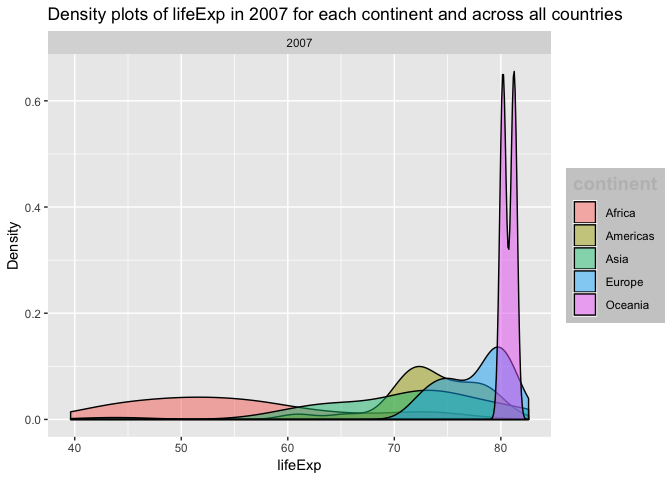 Density plots of lifeExp in 2007 for each continent and across all countries
2007
0.6
0.4
0.2
0.0
Density
40 50 60 70 80
lifeExp
continent
Africa
Americas
Asia
Europe
Oceania